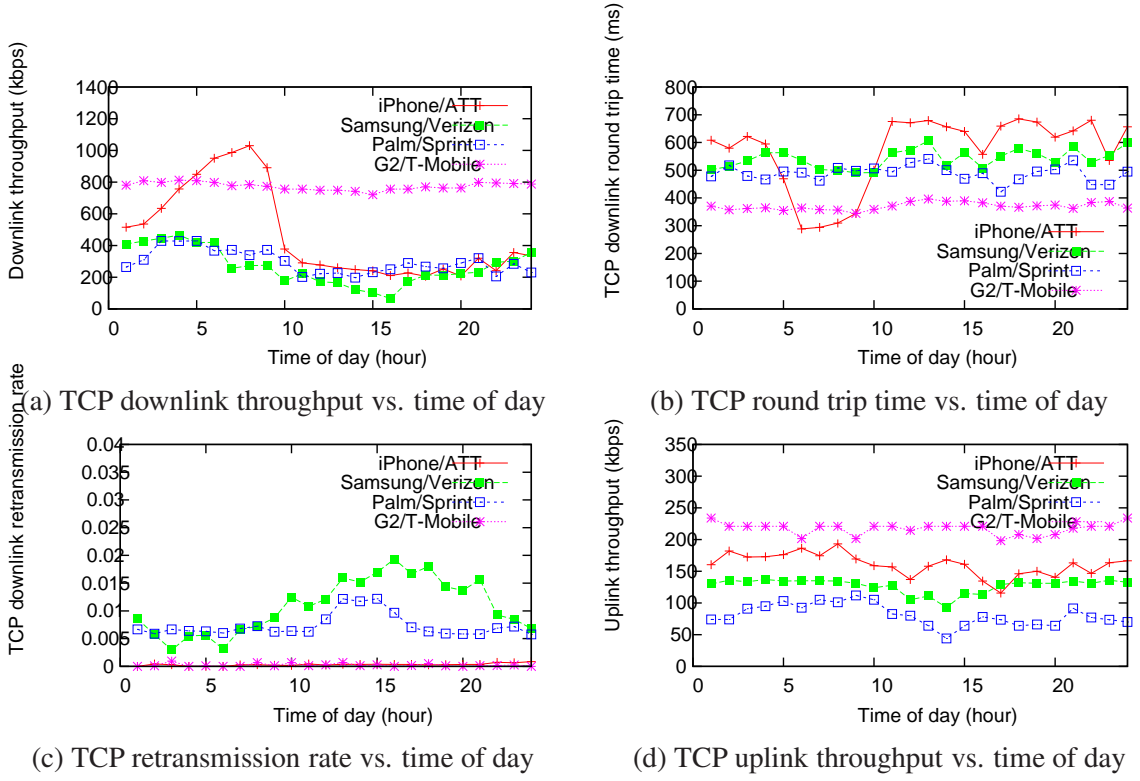 Downlink throughput (kbps)
1400
1200
1000
800
600
400
200
0
0 5 10 15 20
Time of day (hour)
iPhone/ATT
Samsung/Verizen
Palm/Sprint
G2/T-Mobile
(a) TCP downlink throughput vs. time of day
TCP downlink round trip time (ms)
800
700
600
500
400
300
200
100
0
0 5 10 15 20
Time of day (hour)
iPhone/ATT
Samsung/Verizen
Palm/Sprint
G2/T-Mobile
(b) TCP round trip time vs. time of day
TCP downlink retransmission rate
0.04
0.035
0.03
0.025
0.02
0.015
0.01
0.005
0
0 5 10 15 20
Time of day (hour)
iPhone/ATT
Samsung/Verizen
Palm/Sprint
G2/T-Mobile
(c) TCP retransmission rate vs. time of day
Uplink throughput (kbps)
350
300
250
200
150
100
50
0
0 5 10 15 20
Time of day (hour)
iPhone/ATT
Samsung/Verizen
Palm/Sprint
G2/T-Mobile
(d) TCP uplink throughput vs. time of day